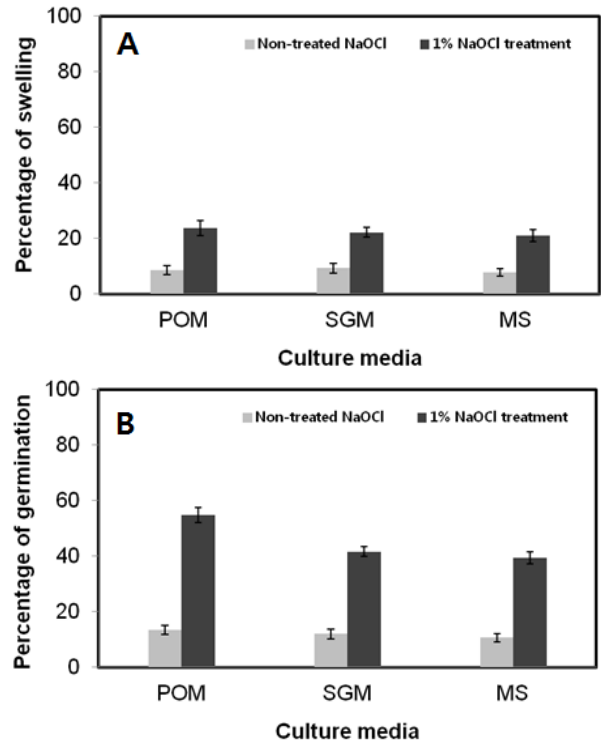 A
Non-treated NaOCl
1% NaOCl treatment
Percentage of swelling
100
80
60
40
20
0
POM
SGM
MS
Culture media
B
Non-treated NaOCl
1% NaOCl treatment
Percentage of germination
100
80
60
40
20
0
POM
SGM
MS
Culture media